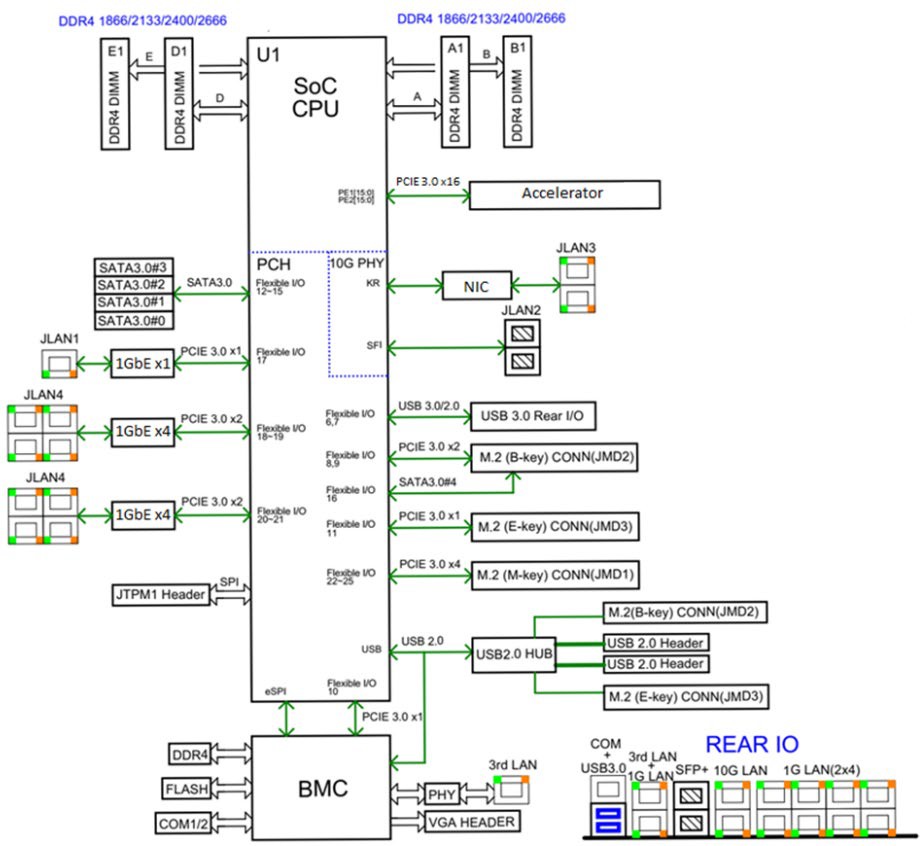 DDR4 1866/2133/2400/2666
DDR4 1866/2133/2400/2666
E1
DDR4 DIMM
E
D1
DDR4 DIMM
D
U1
SoC
CPU
A1
DDR4 DIMM
A
B
B1
DDR4 DIMM
PE1[15:0]
PE2[15:0]
PCIE 3.0 x16
Accelerator
SATA3.0#3
SATA3.0#2
SATA3.0#1
SATA3.0#0
SATA3.0
PCH
Flexible I/O
12~15
10G PHY
KR
NIC
JLAN3
SFI
JLAN2
JLAN1
1GbE x1
PCIE 3.0 x1
Flexible I/O
17
JLAN4
1GbE x4
PCIE 3.0 x2
Flexible I/O
18~19
JLAN4
1GbE x4
PCIE 3.0 x2
Flexible I/O
20~21
Flexible I/O
6,7
USB 3.0/2.0
USB 3.0 Rear I/O
Flexible I/O
8,9
PCIE 3.0 x2
M.2 (B-key) CONN(JMD2)
Flexible I/O
16
SATA3.0#4
Flexible I/O
11
PCIE 3.0 x1
M.2 (E-key) CONN(JMD3)
Flexible I/O
22~25
PCIE 3.0 x4
M.2 (M-key) CONN(JMD1)
JTPM1 Header
SPI
USB
USB 2.0
USB2.0 HUB
M.2(B-key) CONN(JMD2)
USB 2.0 Header
USB 2.0 Header
M.2 (E-key) CONN(JMD3)
eSPI
Flexible I/O
10
PCIE 3.0 x1
BMC
DDR4
FLASH
COM1/2
PHY
3rd LAN
VGA HEADER
REAR IO
COM
+
USB3.0
3rd LAN
+
1G LAN
SFP+
10G LAN
1G LAN(2x4)